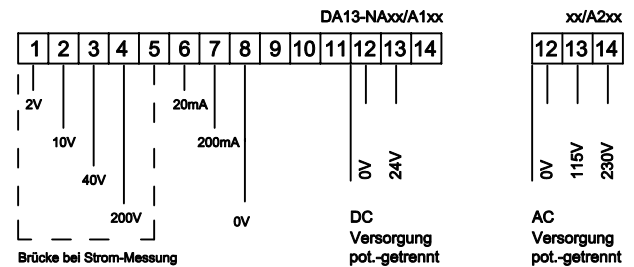 DA13-NAxx/A1xx xx/A2xx
1 2 3 4 5 6 7 8 9 10 11 12 13 14 12 13 14
2V 20mA
10V 200mA
40V 0V 24V 0V 115V 230V
200V 0V DC AC
Versorgung Versorgung
Brücke bei Strom-Messung pot.-getrennt pot.-getrennt